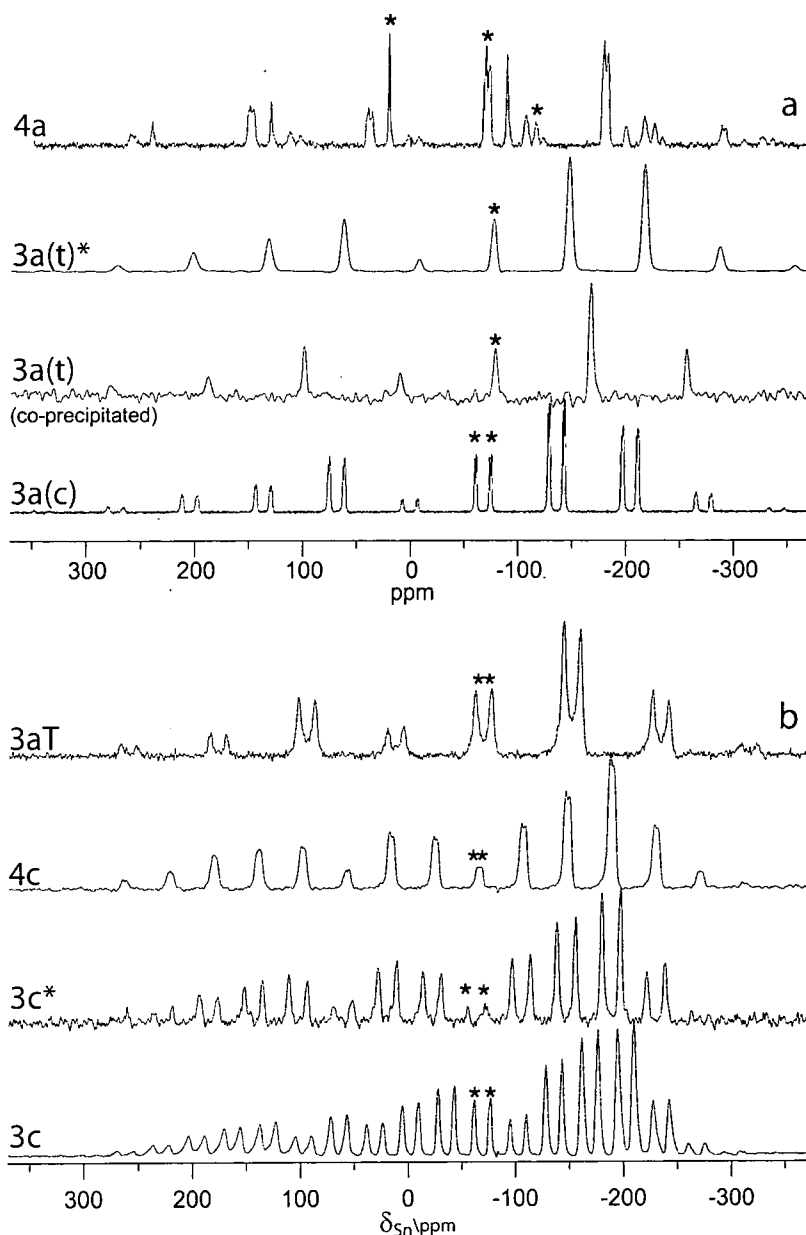 * * *
4a a
*
3a(t)*
*
3a(t)
(co-precipitated)
* *
3a(c)
300 200 100 0 -100 -200 -300
ppm
b
**
3aT
**
4c
* *
3c*
* *
3c
300 200 100 0 -100 -200 -300
δSn\ppm